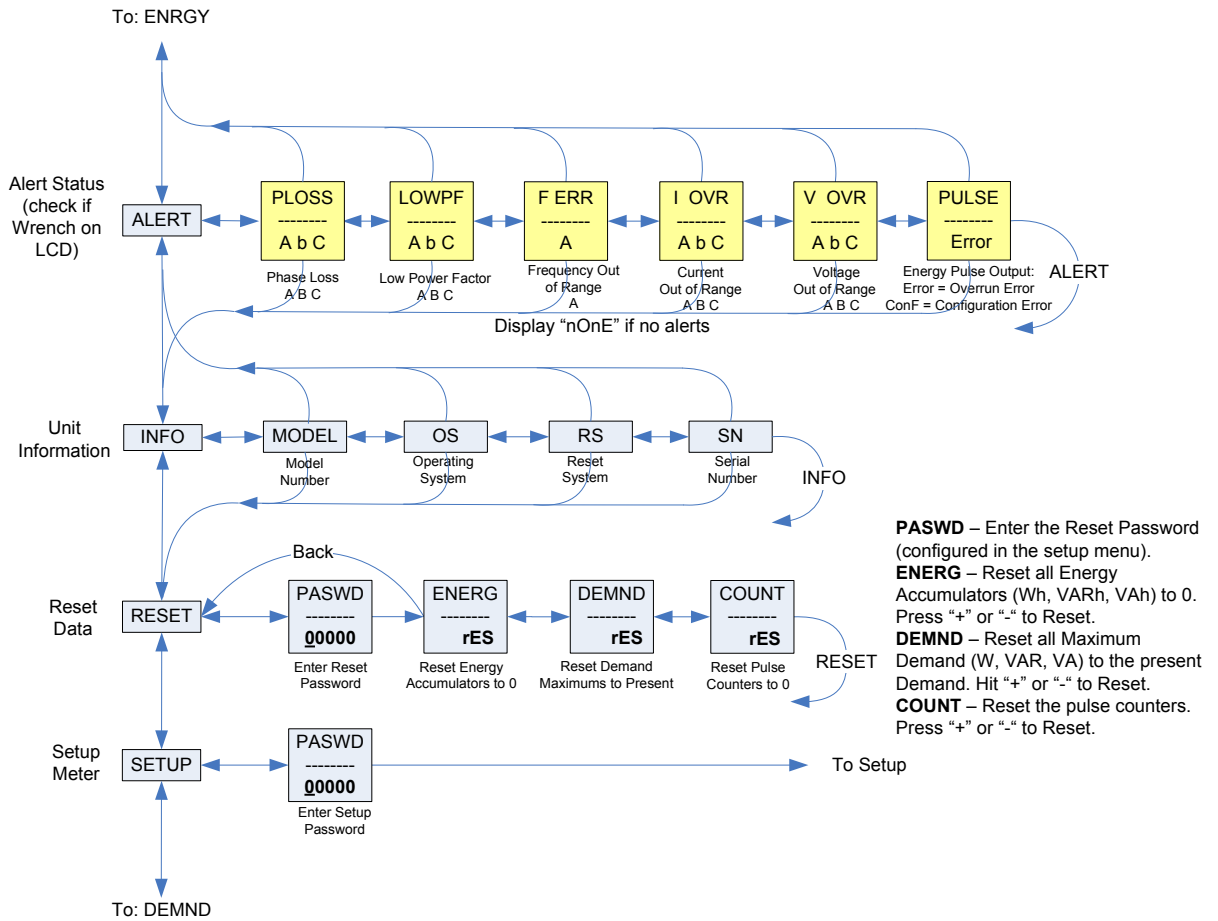 To: ENRGY
Alert Status
(check if
Wrench on
LCD)
ALERT
PLOSS
--------
A b C
Phase Loss
A B C
LOWPF
--------
A b C
Low Power Factor
A B C
F ERR
--------
A
Frequency Out
of Range
A
I OVR
--------
A b C
Current
Out of Range
A B C
V OVR
--------
A b C
Voltage
Out of Range
A B C
PULSE
--------
Error
Energy Pulse Output:
Error = Overrun Error
ConF = Configuration Error
ALERT
Display “nOnE” if no alerts
Unit
Information
INFO
MODEL
Model
Number
OS
Operating
System
RS
Reset
System
SN
Serial
Number
INFO
Reset
Data
RESET
Back
PASWD
--------
00000
Enter Reset
Password
ENERG
--------
rES
Reset Energy
Accumulators to 0
DEMND
--------
rES
Reset Demand
Maximums to Present
COUNT
--------
rES
Reset Pulse
Counters to 0
RESET
PASWD – Enter the Reset Password
(configured in the setup menu).
ENERG – Reset all Energy
Accumulators (Wh, VARh, VAh) to 0.
Press “+” or “-“ to Reset.
DEMND – Reset all Maximum
Demand (W, VAR, VA) to the present
Demand. Hit “+” or “-“ to Reset.
COUNT – Reset the pulse counters.
Press “+” or “-“ to Reset.
Setup
Meter
SETUP
PASWD
--------
00000
Enter Setup
Password
To Setup
To: DEMND